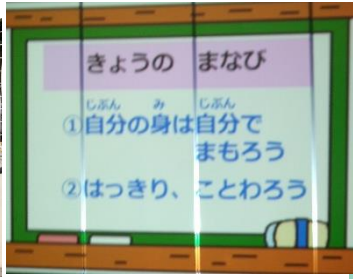 きょうの まなび
じぶん み じぶん
①自分の身は自分で
まもろう
②はっきり、ことわろう